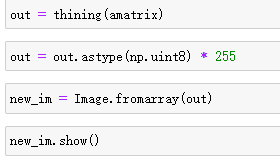 out = thining(amatrix)
out = out.astype(np.uint8) * 255
new_im = Image.fromarray(out)
new_im.show()